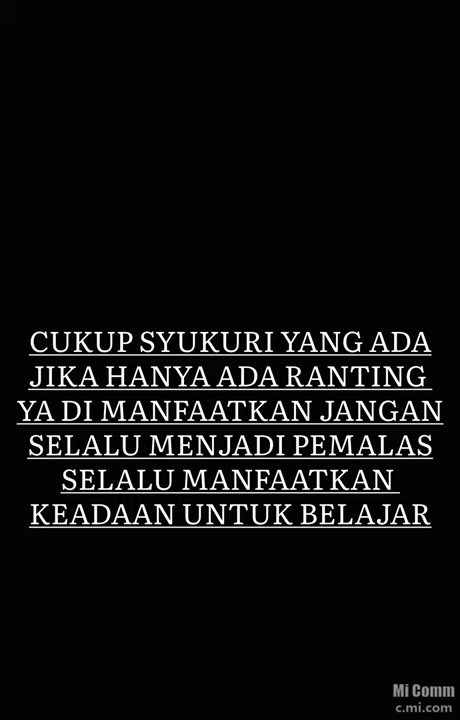 CUKUP SYUKURI YANG ADA
JIKA HANYA ADA RANTING
YA DI MANFAATKAN JANGAN
SELALU MENJADI PEMALAS
SELALU MANFAATKAN
KEADAAN UNTUK BELAJAR
Mi Comm
c.mi.com